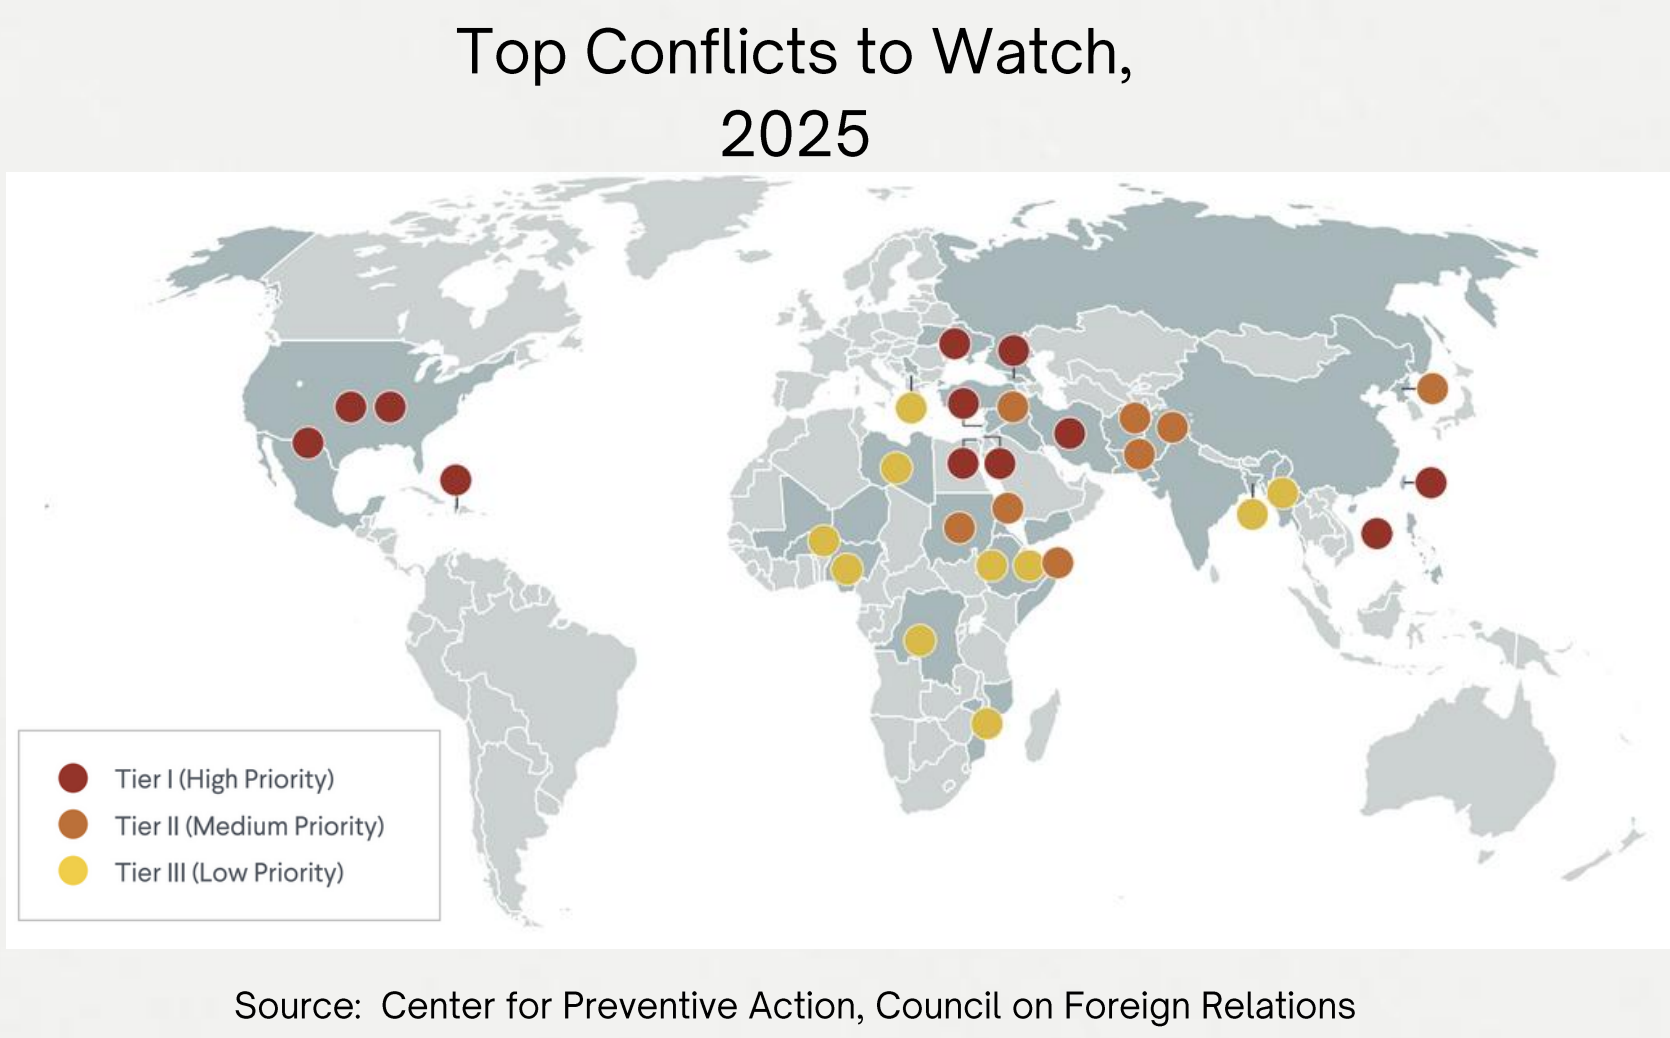 Top Conflicts to Watch,
2025
Tier I (High Priority)
Tier II (Medium Priority)
Tier III (Low Priority)
Source:  Center for Preventive Action, Council on Foreign Relations